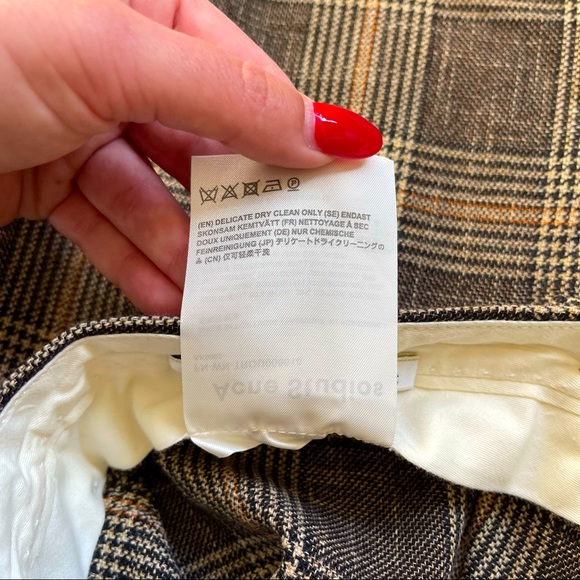 (EN) DELICATE DRY CLEAN ONLY (SE) ENDAST
SKONSAM KEMTVÄTT (FR) NETTOYAGE À SEC
DOUX UNIQUEMENT (DE) NUR CHEMISCHE
FEINREINIGUNG (JP) デリケートドライクリーニングの
み (CN) 仅可轻柔干洗
Acne Studios